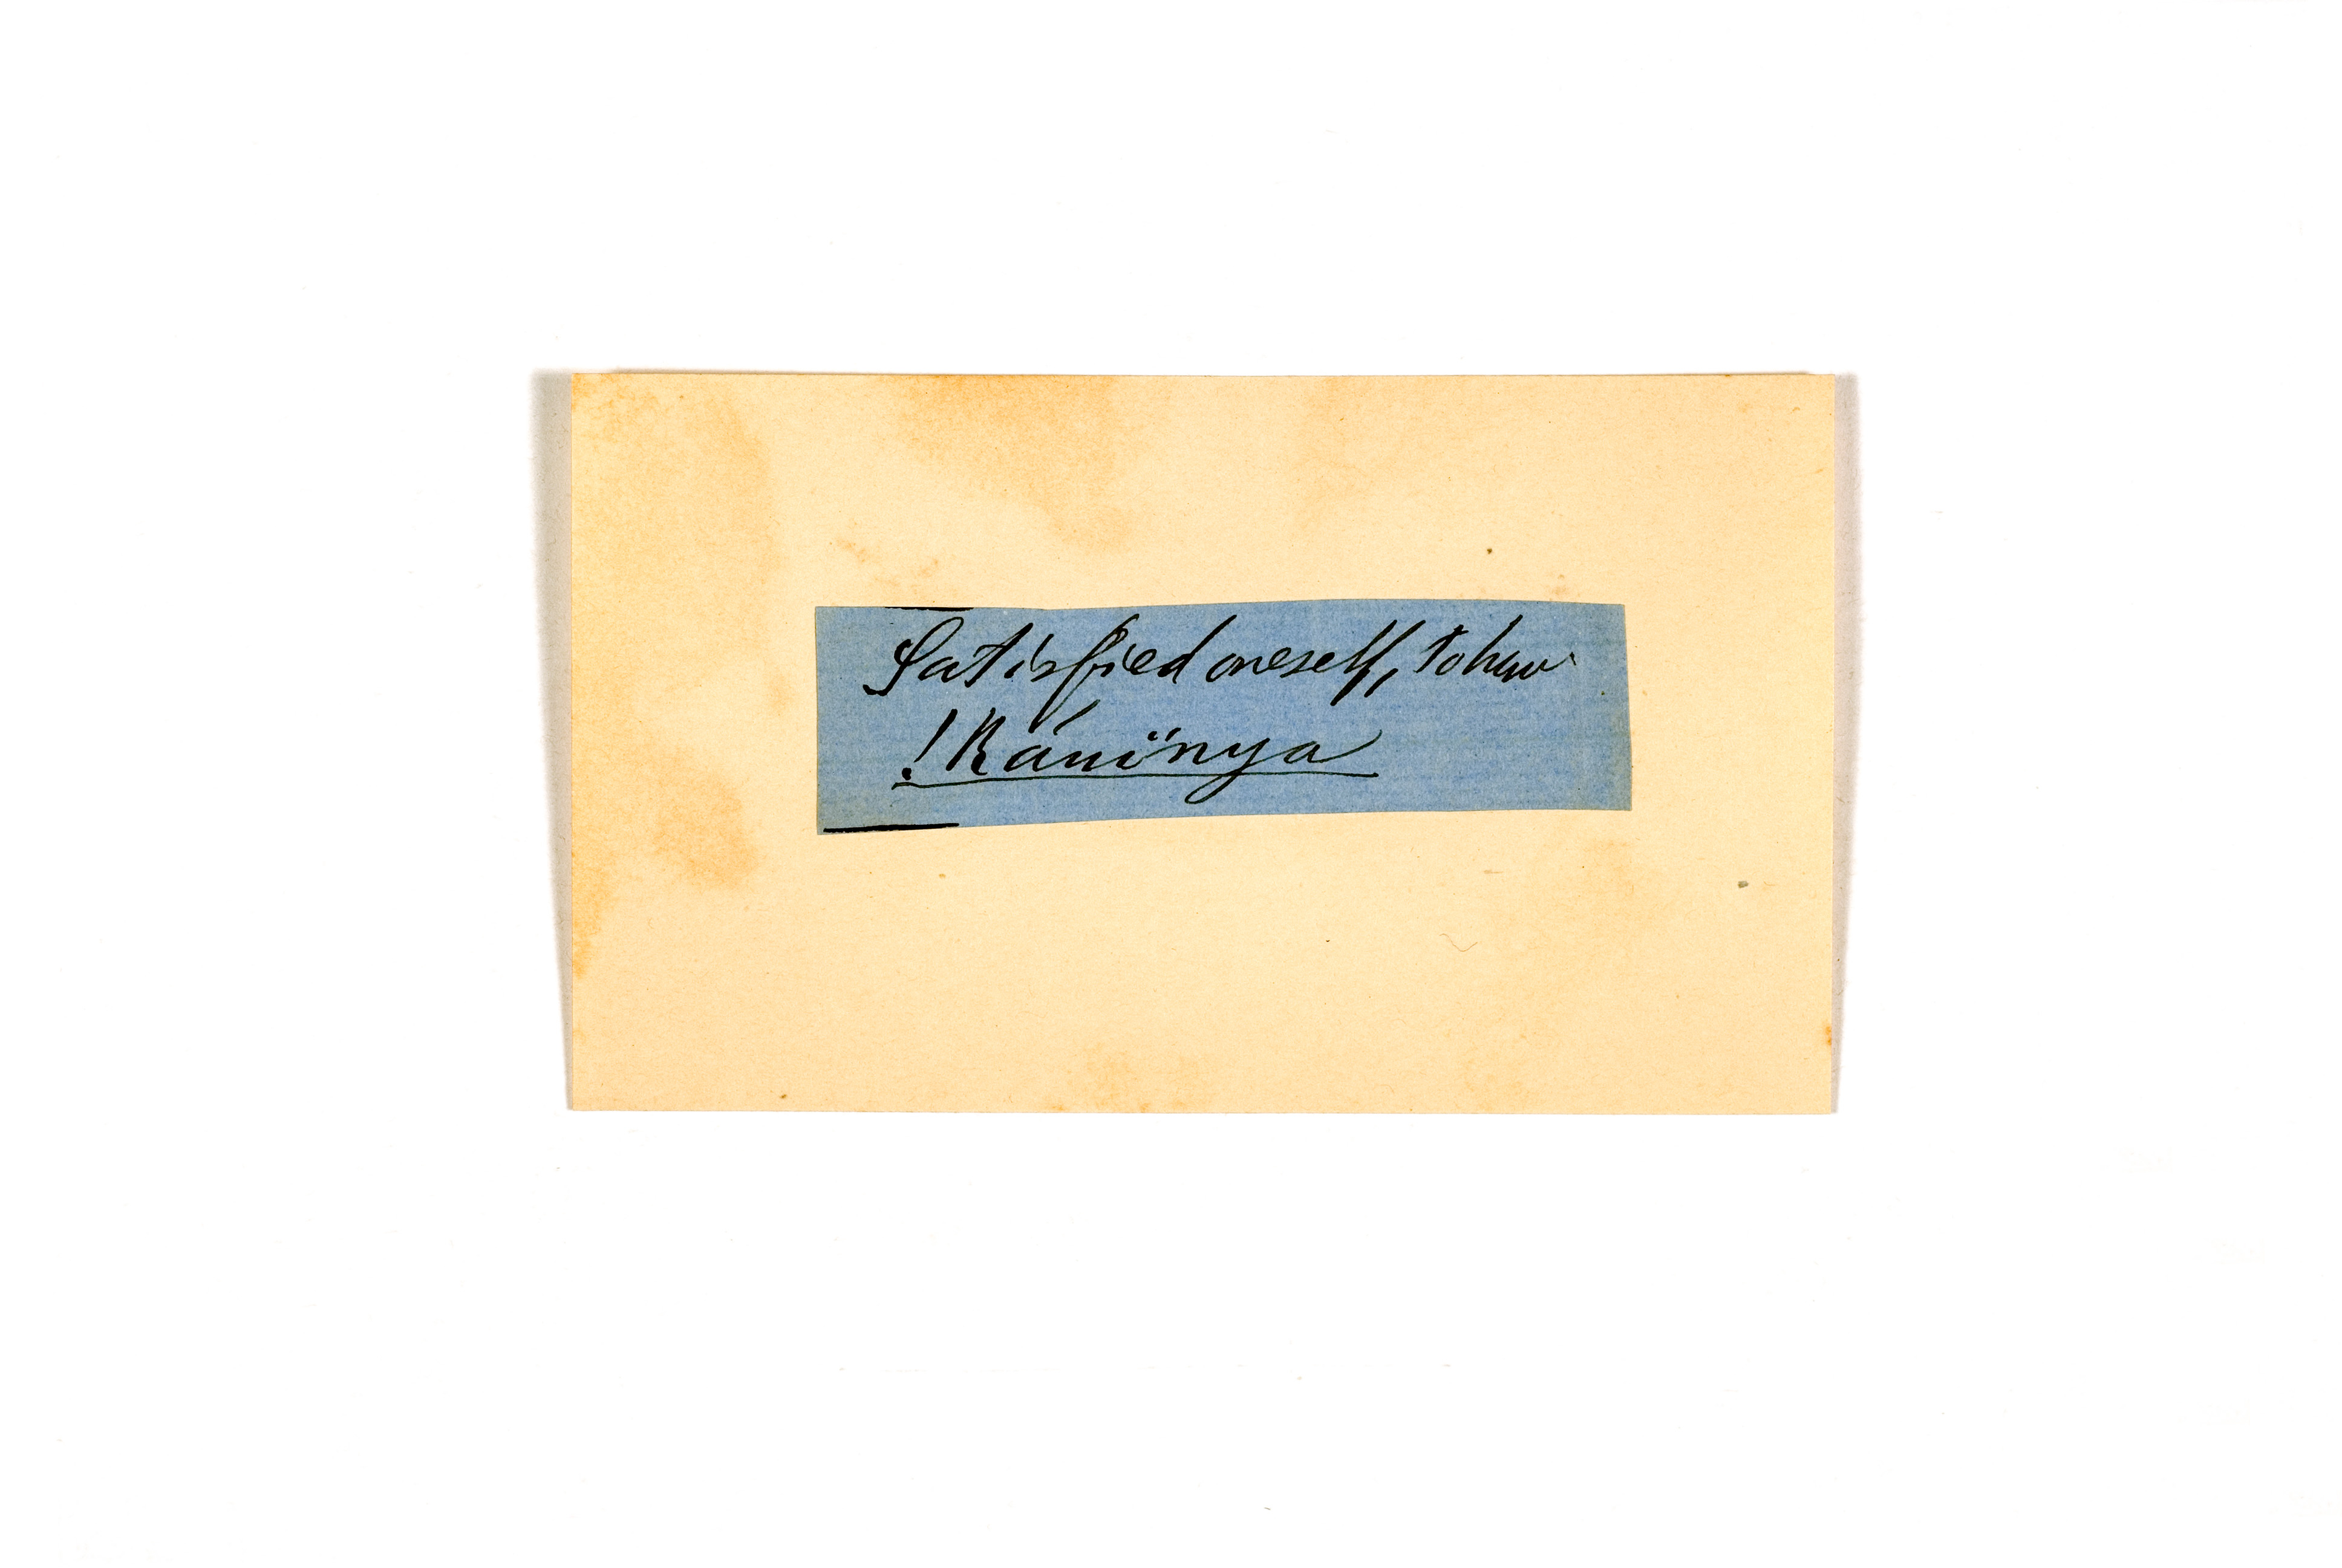 Satisfied oneself, to have
!kánïnya